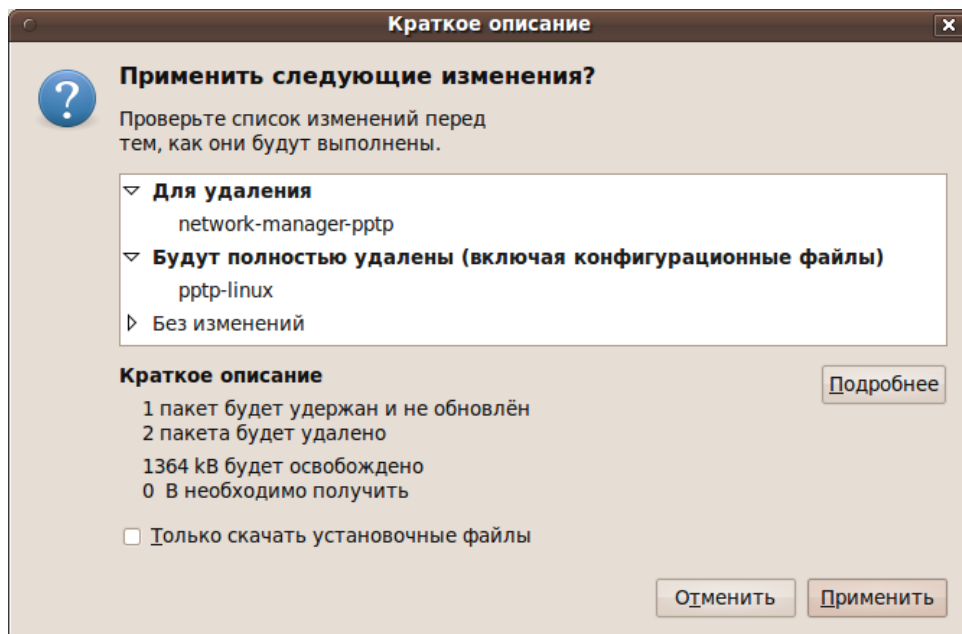 Краткое описание
Применить следующие изменения?
Проверьте список изменений перед
тем, как они будут выполнены.
Для удаления
network-manager-pptp
Будут полностью удалены (включая конфигурационные файлы)
pptp-linux
Без изменений
Краткое описание
Подробнее
1 пакет будет удержан и не обновлён
2 пакета будет удалено
1364 kB будет освобождено
0 B необходимо получить
Только скачать установочные файлы
Отменить
Применить